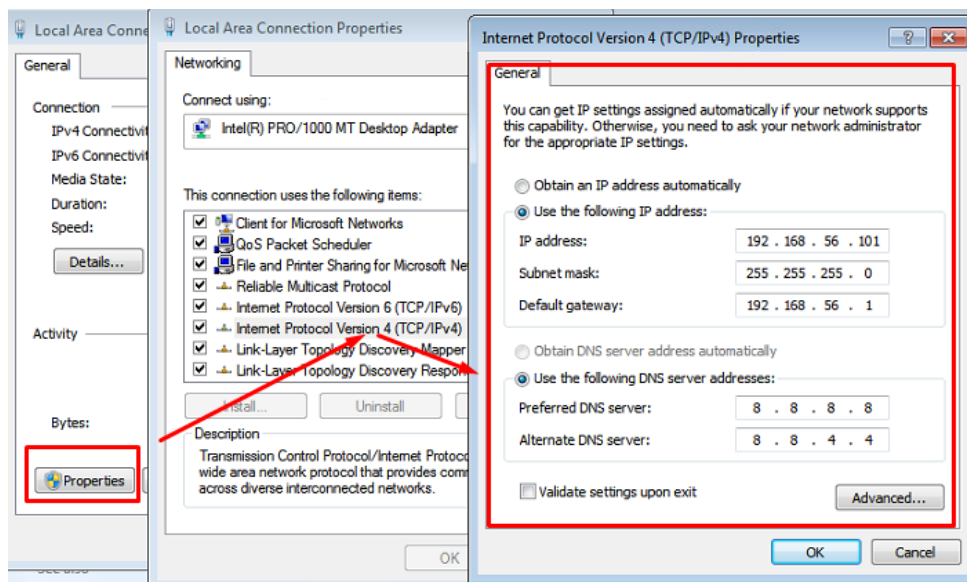 Local Area Conne
General
Connection
IPv4 Connectivit
IPv6 Connectivit
Media State:
Duration:
Speed:
Details...
Activity
Bytes:
Properties
Local Area Connection Properties
Networking
Connect using:
Intel(R) PRO/1000 MT Desktop Adapter
This connection uses the following items:
Client for Microsoft Networks
QoS Packet Scheduler
File and Printer Sharing for Microsoft Ne
Reliable Multicast Protocol
Internet Protocol Version 6 (TCP/IPv6)
Internet Protocol Version 4 (TCP/IPv4)
Link-Layer Topology Discovery Mapper
Link-Layer Topology Discovery Respon
Install... Uninstall
Description
Transmission Control Protocol/Internet Protoco
wide area network protocol that provides comm
across diverse interconnected networks.
OK
Internet Protocol Version 4 (TCP/IPv4) Properties
General
You can get IP settings assigned automatically if your network supports
this capability. Otherwise, you need to ask your network administrator
for the appropriate IP settings.
Obtain an IP address automatically
Use the following IP address:
IP address: 192 . 168 . 56 . 101
Subnet mask: 255 . 255 . 255 . 0
Default gateway: 192 . 168 . 56 . 1
Obtain DNS server address automatically
Use the following DNS server addresses:
Preferred DNS server: 8 . 8 . 8 . 8
Alternate DNS server: 8 . 8 . 4 . 4
Validate settings upon exit
Advanced...
OK Cancel